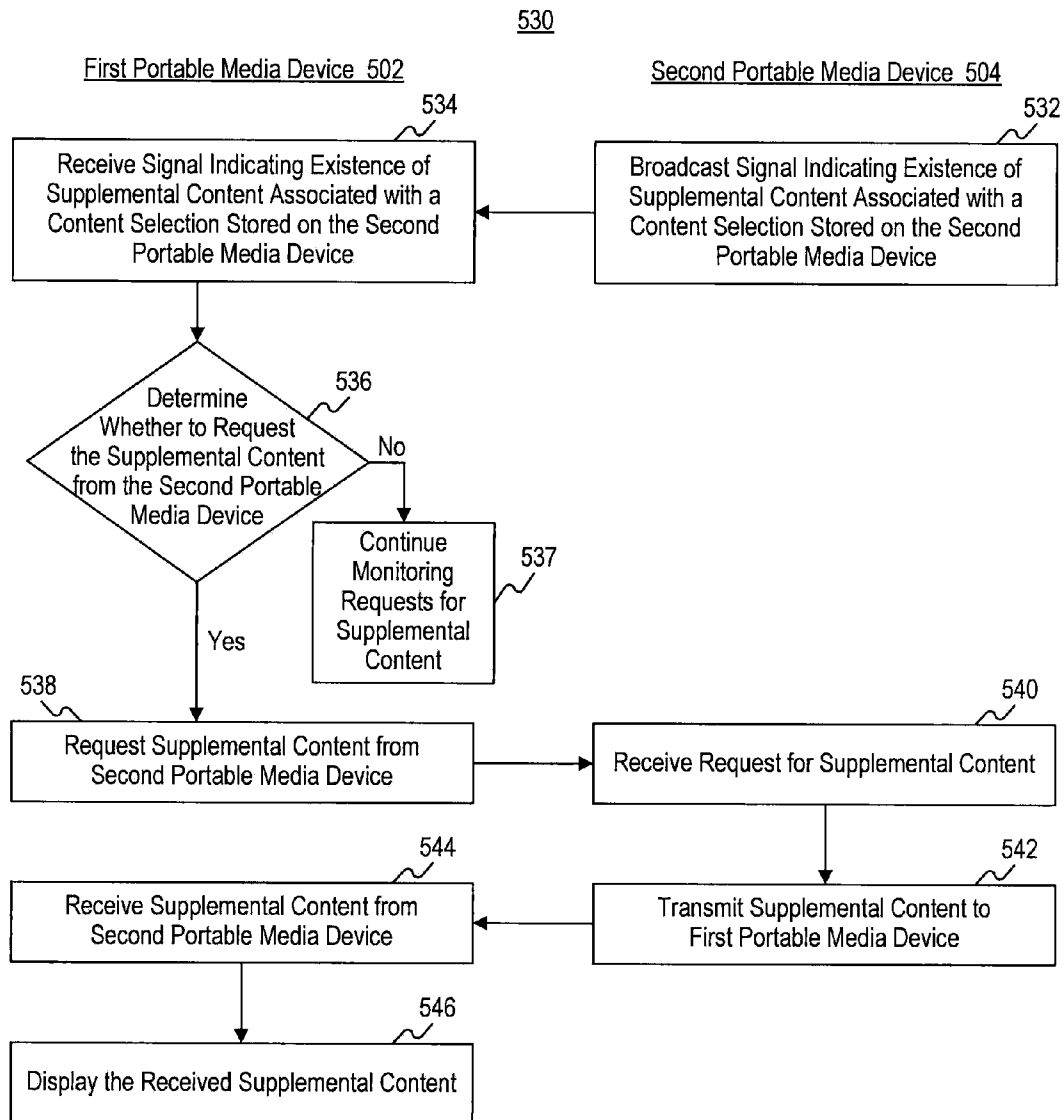 530
First Portable Media Device 502
Second Portable Media Device 504
534
532
Receive Signal Indicating Existence of
Supplemental Content Associated with a
Content Selection Stored on the Second
Portable Media Device
Broadcast Signal Indicating Existence of
Supplemental Content Associated with a
Content Selection Stored on the Second
Portable Media Device
536
Determine
Whether to Request
the Supplemental Content
from the Second Portable
Media Device
No
Continue
Monitoring
Requests for
Supplemental
Content
537
Yes
538
Request Supplemental Content from
Second Portable Media Device
540
Receive Request for Supplemental Content
544
Receive Supplemental Content from
Second Portable Media Device
542
Transmit Supplemental Content to
First Portable Media Device
546
Display the Received Supplemental Content